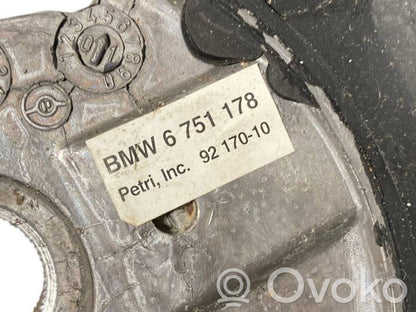 BMW 6 751 178
Petri, Inc. 92 170-10
Ovoko